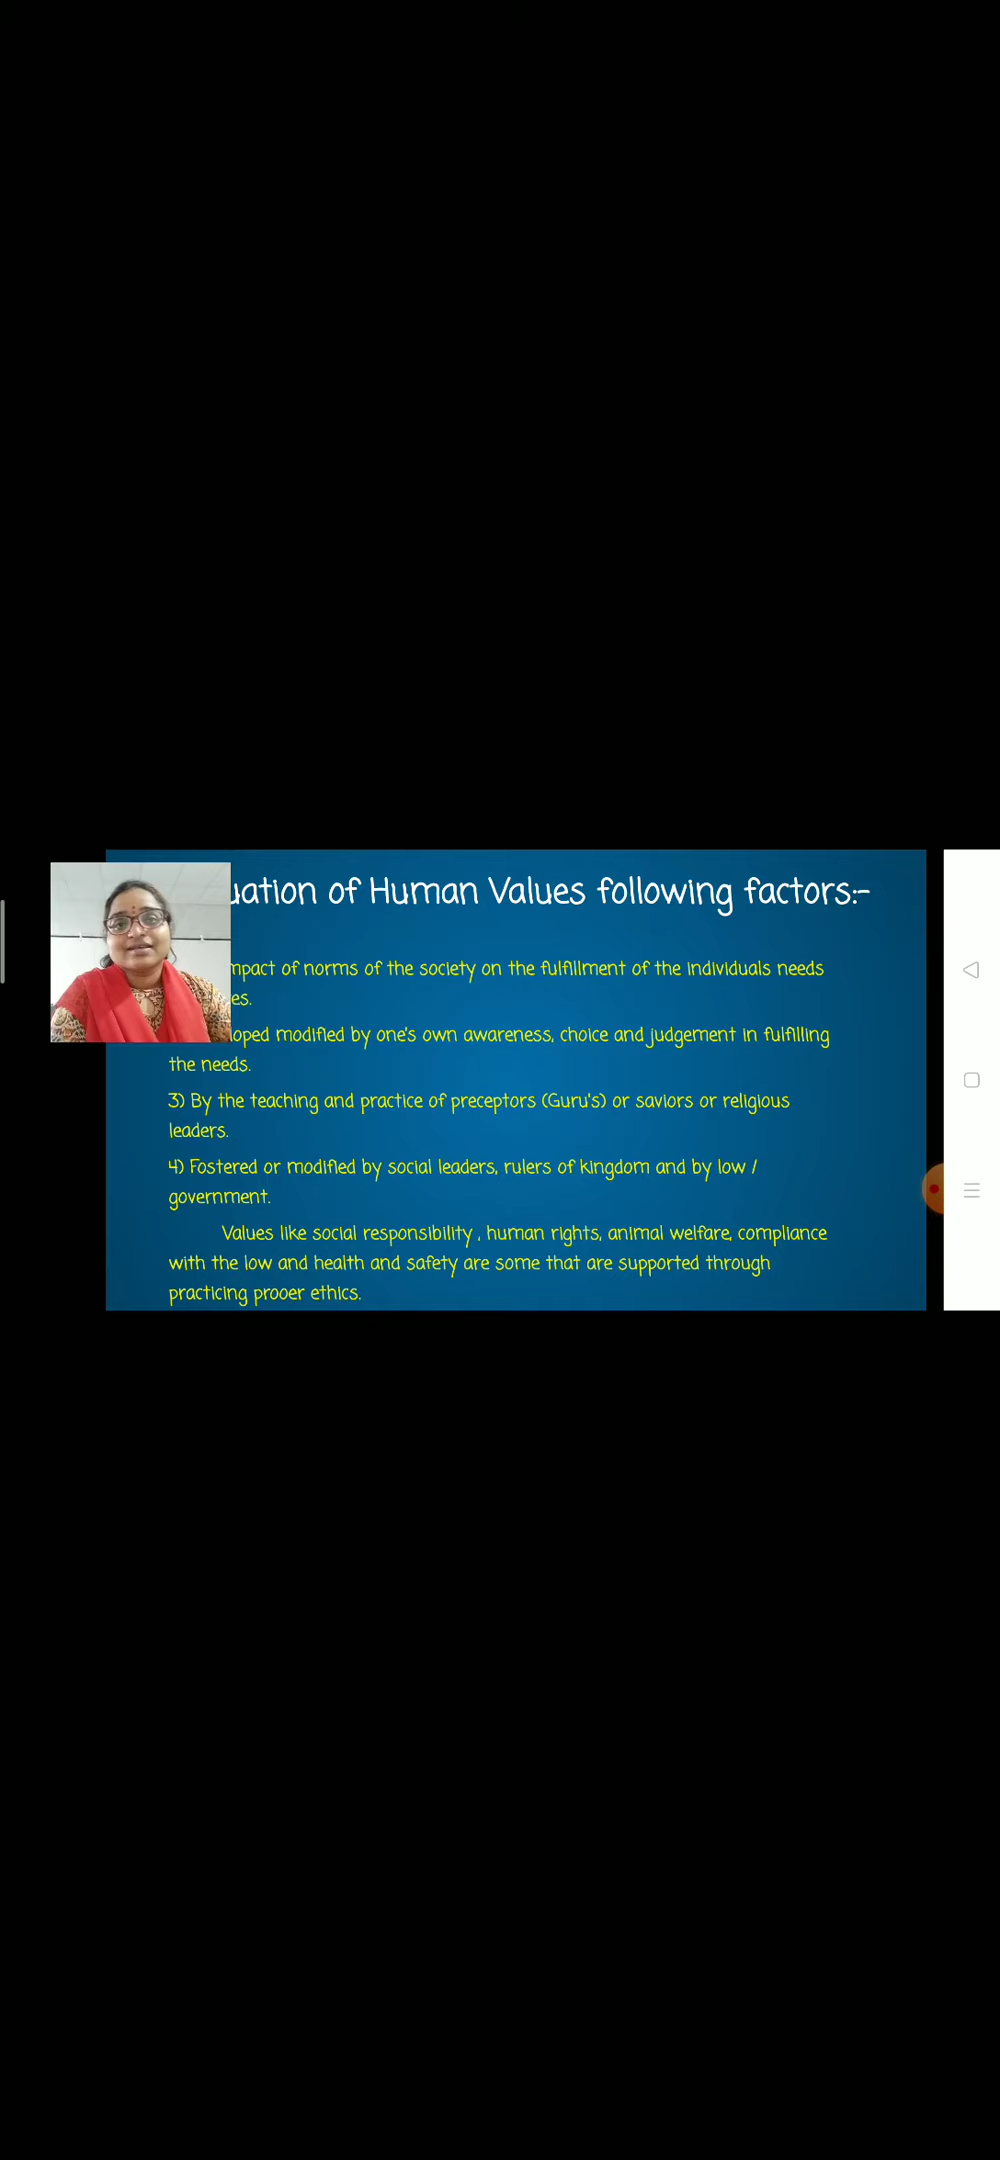 uation of Human Values following factors:-
mpact of norms of the society on the fulfillment of the individuals needs
es.
oped modified by one's own awareness, choice and judgement in fulfilling
the needs.
3) By the teaching and practice of preceptors (Guru's) or saviors or religious
leaders.
4) Fostered or modified by social leaders, rulers of kingdom and by low /
government.
Values like social responsibility , human rights, animal welfare, compliance
with the low and health and safety are some that are supported through
practicing prooer ethics.